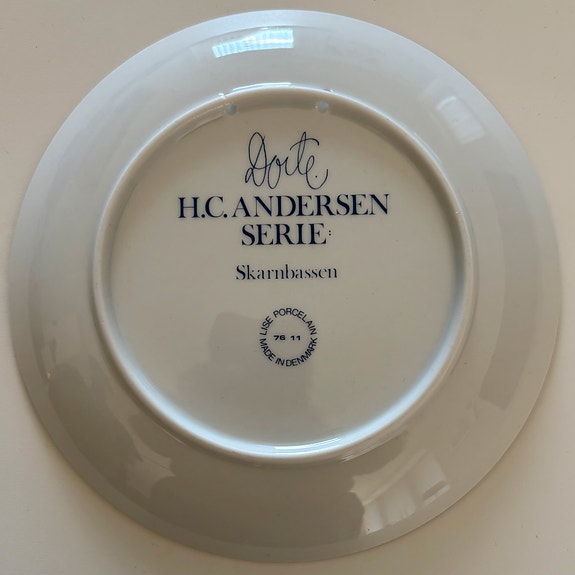 Dorte.
H.C. ANDERSEN
SERIE:
Skarnbassen
LISE PORCELAIN
76 11
MADE IN DENMARK